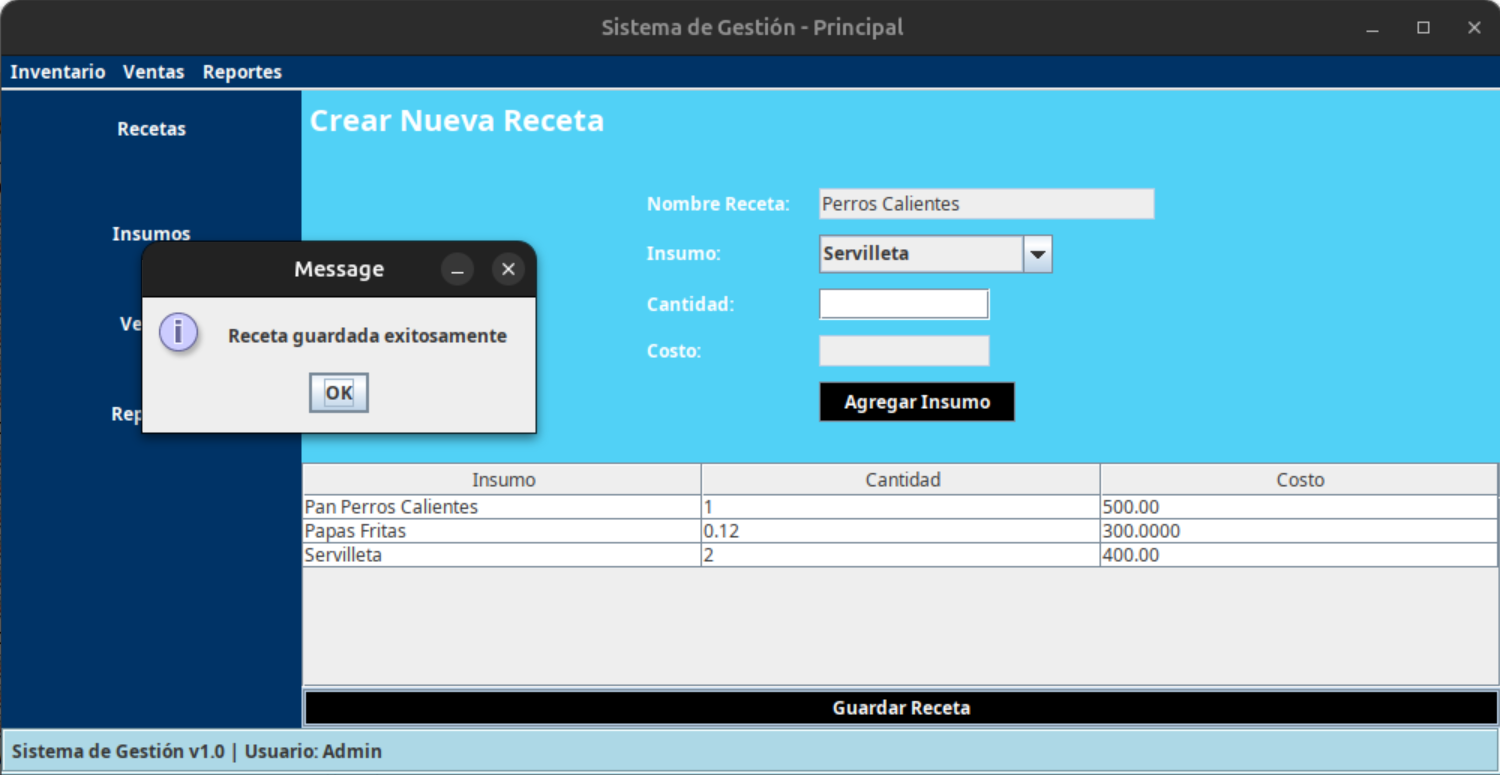 Sistema de Gestión - Principal
Inventario Ventas Reportes
Recetas
Insumos
Crear Nueva Receta
Nombre Receta: Perros Calientes
Insumo: Servilleta
Cantidad:
Costo:
Agregar Insumo
Message
Receta guardada exitosamente
OK
Insumo Cantidad Costo
Pan Perros Calientes 1 500.00
Papas Fritas 0.12 300.0000
Servilleta 2 400.00
Guardar Receta
Sistema de Gestión v1.0 | Usuario: Admin